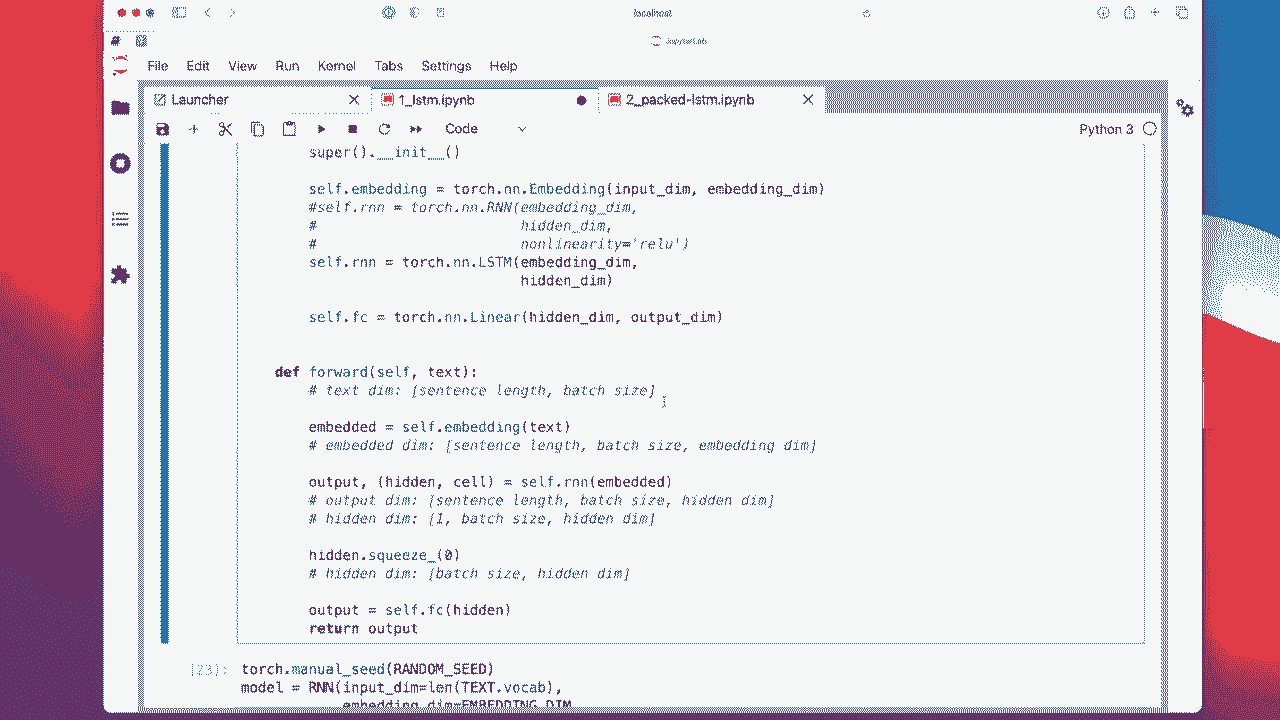 localhost
JupyterLab
File Edit View Run Kernel Tabs Settings Help
Launcher 1_lstm.ipynb 2_packed-lstm.ipynb
Code Python 3
super().__init__()
self.embedding = torch.nn.Embedding(input_dim, embedding_dim)
#self.rnn = torch.nn.RNN(embedding_dim,
# hidden_dim,
# nonlinearity='relu')
self.rnn = torch.nn.LSTM(embedding_dim,
hidden_dim)
self.fc = torch.nn.Linear(hidden_dim, output_dim)
def forward(self, text):
# text dim: [sentence length, batch size]
embedded = self.embedding(text)
# embedded dim: [sentence length, batch size, embedding dim]
output, (hidden, cell) = self.rnn(embedded)
# output dim: [sentence length, batch size, hidden dim]
# hidden dim: [1, batch size, hidden dim]
hidden.squeeze_(0)
# hidden dim: [batch size, hidden dim]
output = self.fc(hidden)
return output
[23]: torch.manual_seed(RANDOM_SEED)
model = RNN(input_dim=len(TEXT.vocab),
embedding_dim=EMBEDDING_DIM